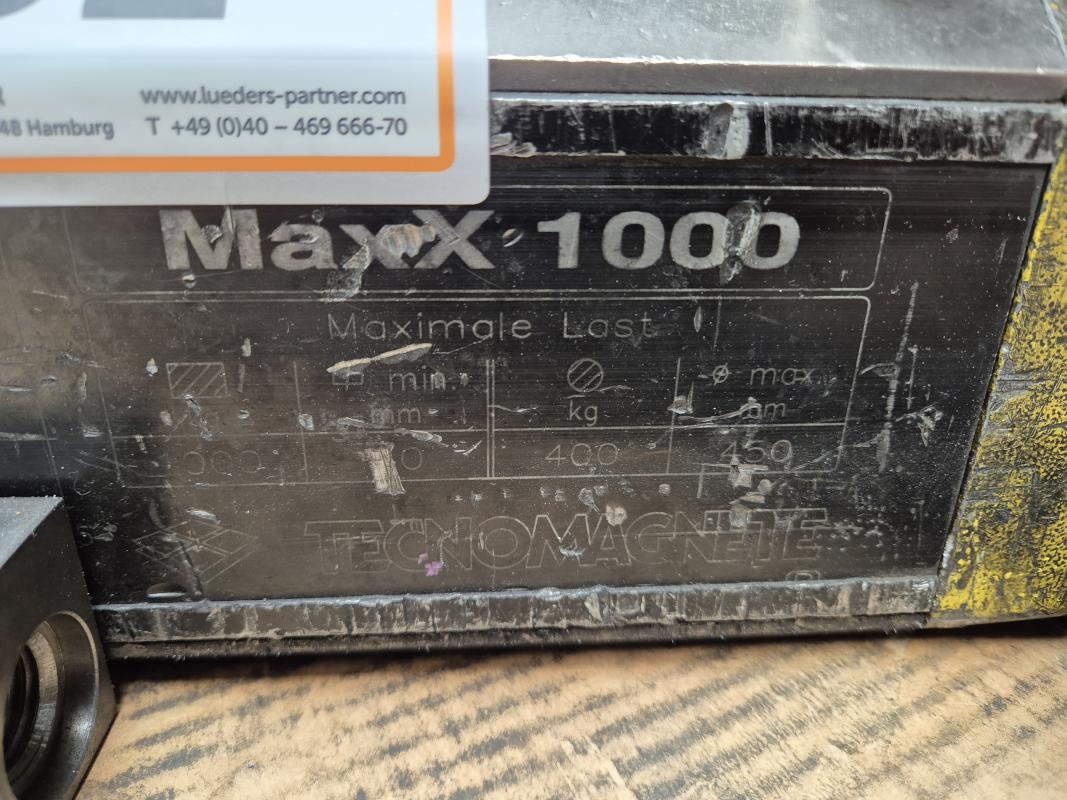 www.lueders-partner.com
48 Hamburg T +49 (0)40 – 469 666-70
MaxX 1000
Maximale Last
min. ø max.
mm kg mm
400 450
TECNOMAGNETE
®